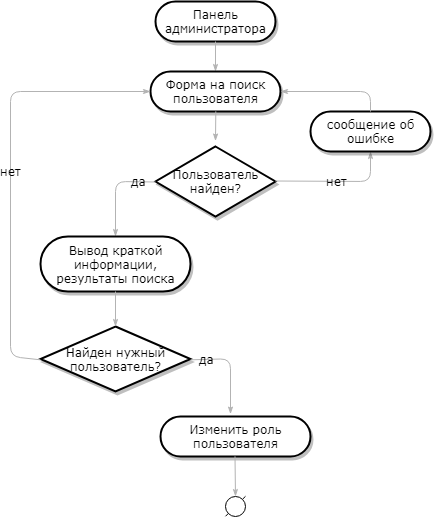 Панель
администратора
Форма на поиск
пользователя
сообщение об
ошибке
Пользователь
найден?
нет
да
нет
Вывод краткой
информации,
результаты поиска
Найден нужный
пользователь?
да
Изменить роль
пользователя